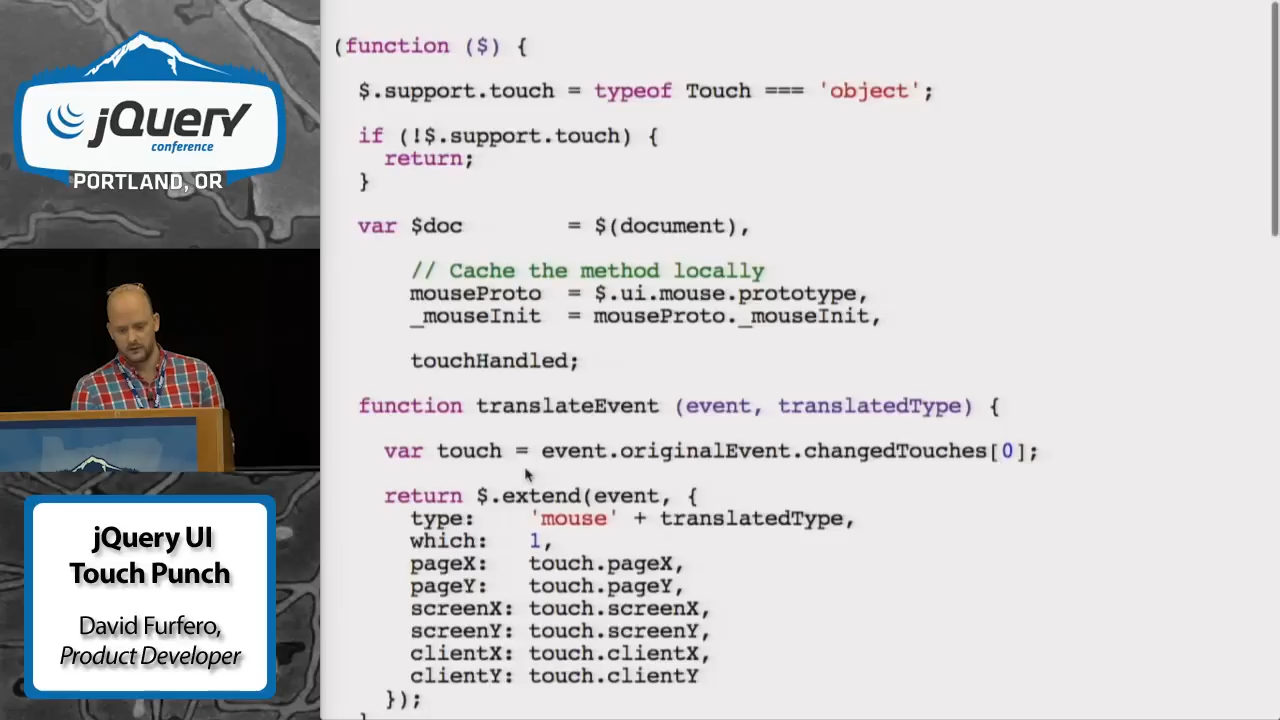 jQuery
conference
PORTLAND, OR
jQuery UI
Touch Punch
David Furfero,
Product Developer
(function ($) {
$.support.touch = typeof Touch === 'object';
if (!$.support.touch) {
return;
}
var $doc = $(document),
// Cache the method locally
mouseProto = $.ui.mouse.prototype,
_mouseInit = mouseProto._mouseInit,
touchHandled;
function translateEvent (event, translatedType) {
var touch = event.originalEvent.changedTouches[0];
return $.extend(event, {
type: 'mouse' + translatedType,
which: 1,
pageX: touch.pageX,
pageY: touch.pageY,
screenX: touch.screenX,
screenY: touch.screenY,
clientX: touch.clientX,
clientY: touch.clientY
});